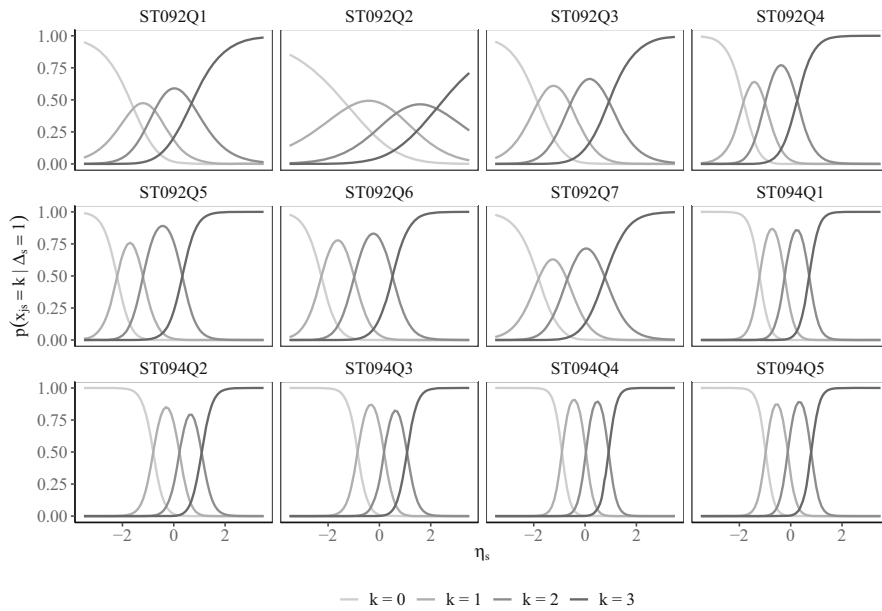 ST092Q1 ST092Q2 ST092Q3 ST092Q4
1.00
0.75
0.50
0.25
0.00
ST092Q5 ST092Q6 ST092Q7 ST094Q1
1.00
0.75
0.50
0.25
0.00
ST094Q2 ST094Q3 ST094Q4 ST094Q5
1.00
0.75
0.50
0.25
0.00
p(xjs = k | Δs = 1)
−2 0 2 −2 0 2 −2 0 2 −2 0 2
ηs
k = 0 k = 1 k = 2 k = 3